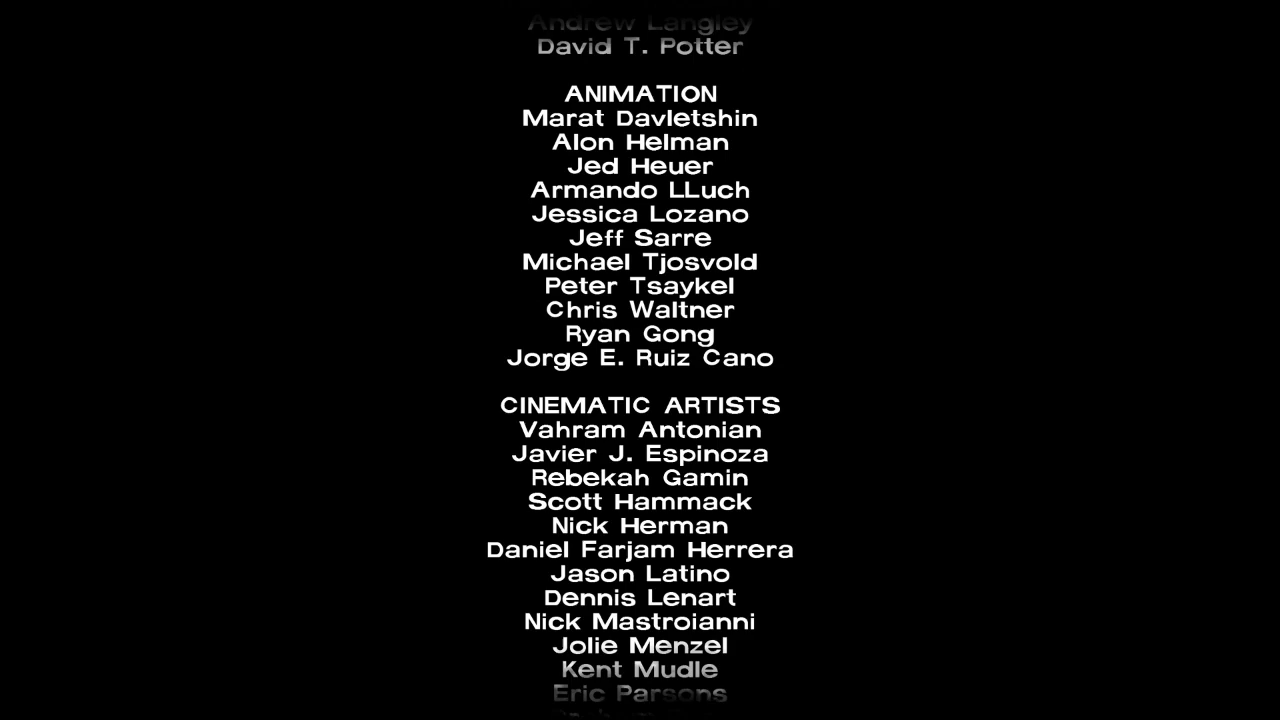 Andrew Langley
David T. Potter
ANIMATION
Marat Davletshin
Alon Helman
Jed Heuer
Armando LLuch
Jessica Lozano
Jeff Sarre
Michael Tjosvold
Peter Tsaykel
Chris Waltner
Ryan Gong
Jorge E. Ruiz Cano
CINEMATIC ARTISTS
Vahram Antonian
Javier J. Espinoza
Rebekah Gamin
Scott Hammack
Nick Herman
Daniel Farjam Herrera
Jason Latino
Dennis Lenart
Nick Mastroianni
Jolie Menzel
Kent Mudle
Eric Parsons